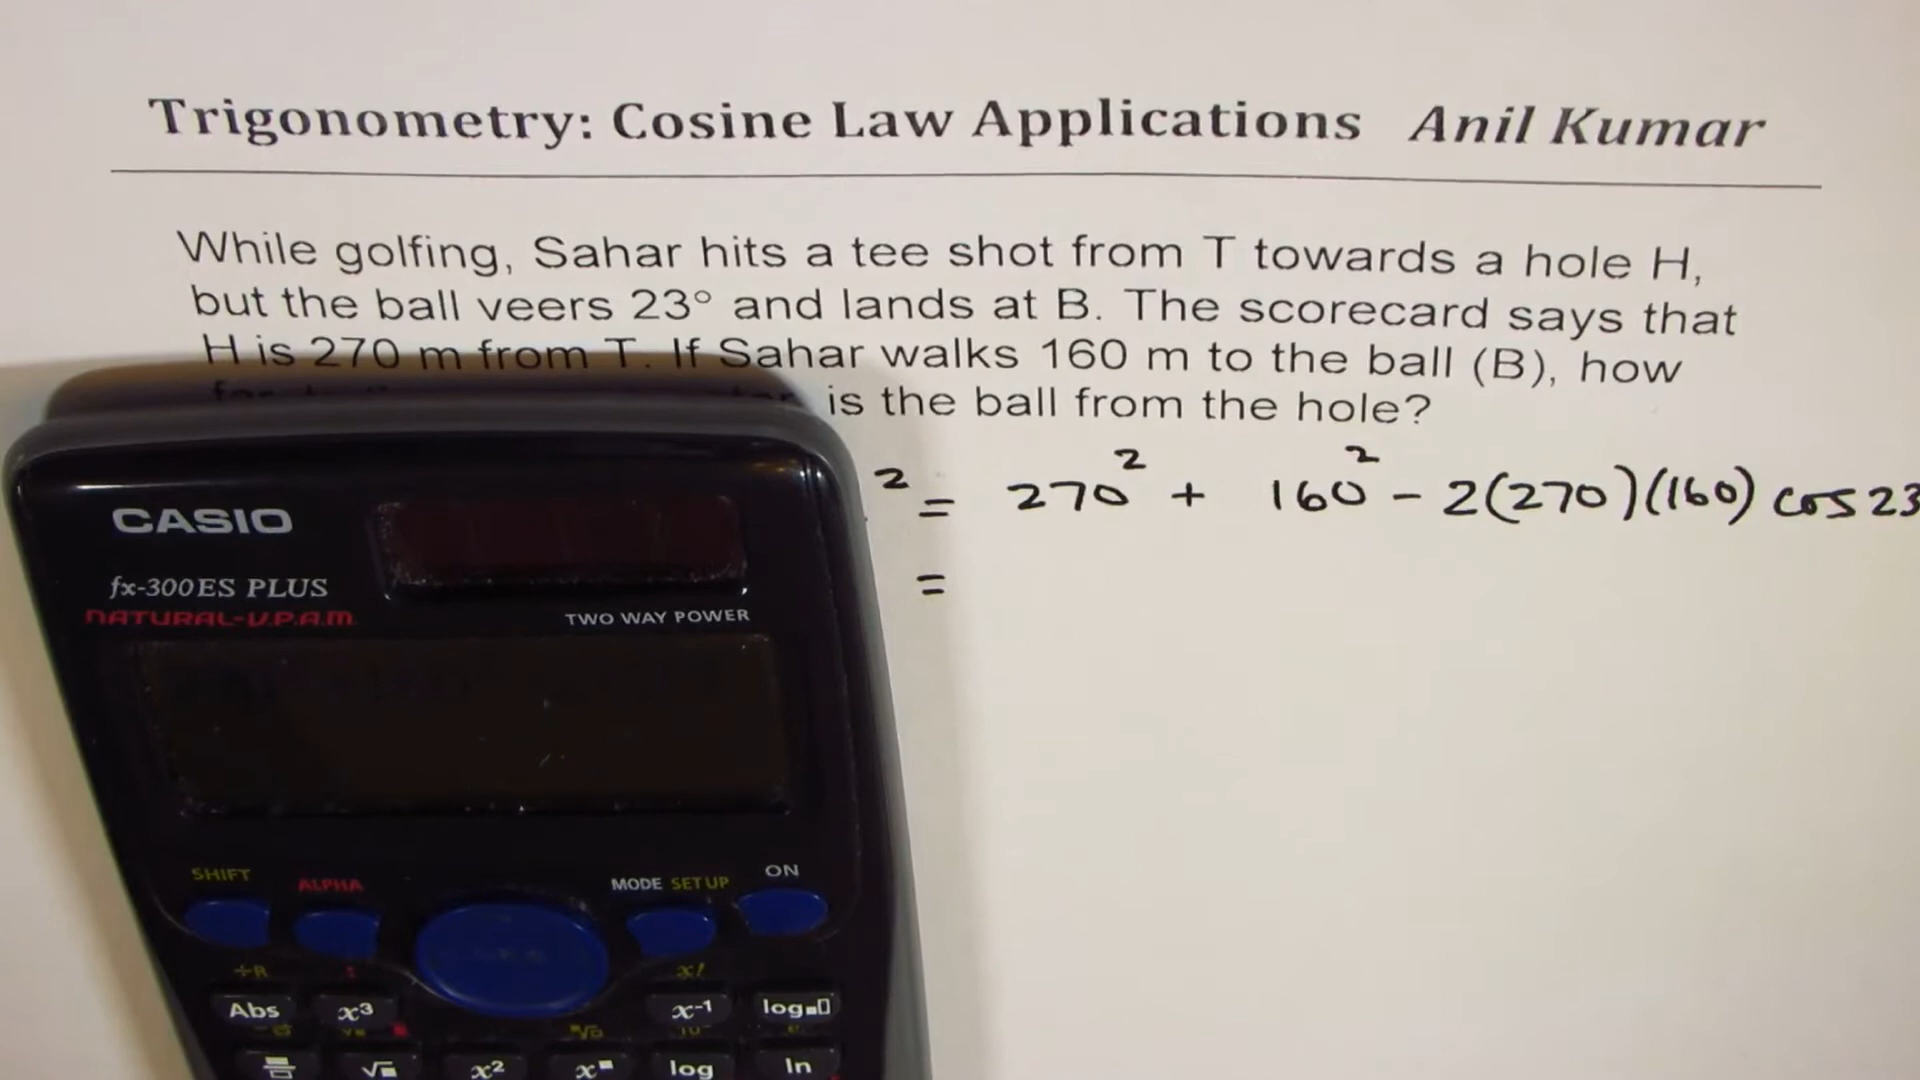 Trigonometry: Cosine Law Applications Anil Kumar
While golfing, Sahar hits a tee shot from T towards a hole H,
but the ball veers 23° and lands at B. The scorecard says that
H is 270 m from T. If Sahar walks 160 m to the ball (B), how
is the ball from the hole?
² = 270² + 160² - 2(270)(160) cos 23
=
CASIO
fx-300ES PLUS
NATURAL-V.P.A.M.
TWO WAY POWER
SHIFT ALPHA MODE SETUP ON
÷R x!
Abs x³ x⁻¹ log▪▯
√▪ x² x▪ log ln